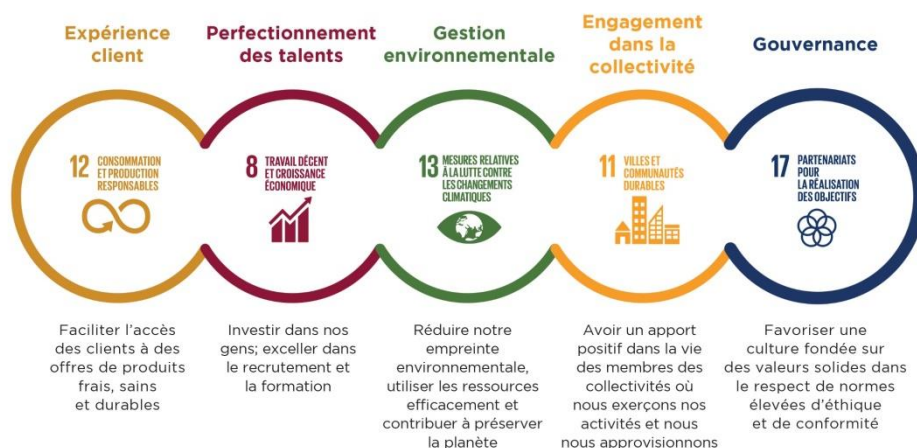 Expérience
client
12 CONSOMMATION
ET PRODUCTION
RESPONSABLES
Faciliter l'accès
des clients à des
offres de produits
frais, sains
et durables
Perfectionnement
des talents
8 TRAVAIL DÉCENT
ET CROISSANCE
ÉCONOMIQUE
Investir dans nos
gens; exceller dans
le recrutement et
la formation
Gestion
environnementale
13 MESURES RELATIVES
À LA LUTTE CONTRE
LES CHANGEMENTS
CLIMATIQUES
Réduire notre
empreinte
environnementale,
utiliser les ressources
efficacement et
contribuer à préserver
la planète
Engagement
dans la
collectivité
11 VILLES ET
COMMUNAUTÉS
DURABLES
Avoir un apport
positif dans la vie
des membres des
collectivités où
nous exerçons nos
activités et nous
nous approvisionnons
Gouvernance
17 PARTENARIATS
POUR
LA RÉALISATION
DES OBJECTIFS
Favoriser une
culture fondée sur
des valeurs solides dans
le respect de normes
élevées d'éthique
et de conformité